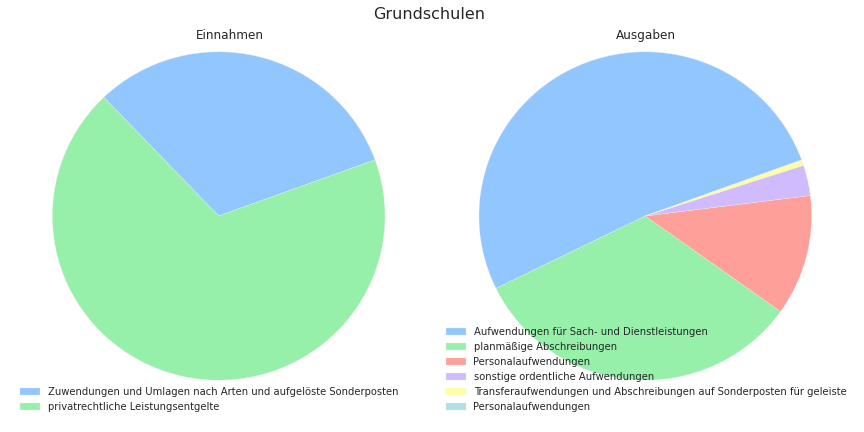 Grundschulen
Einnahmen
Zuwendungen und Umlagen nach Arten und aufgelöste Sonderposten
privatrechtliche Leistungsentgelte
Ausgaben
Aufwendungen für Sach- und Dienstleistungen
planmäßige Abschreibungen
Personalaufwendungen
sonstige ordentliche Aufwendungen
Transferaufwendungen und Abschreibungen auf Sonderposten für geleiste
Personalaufwendungen